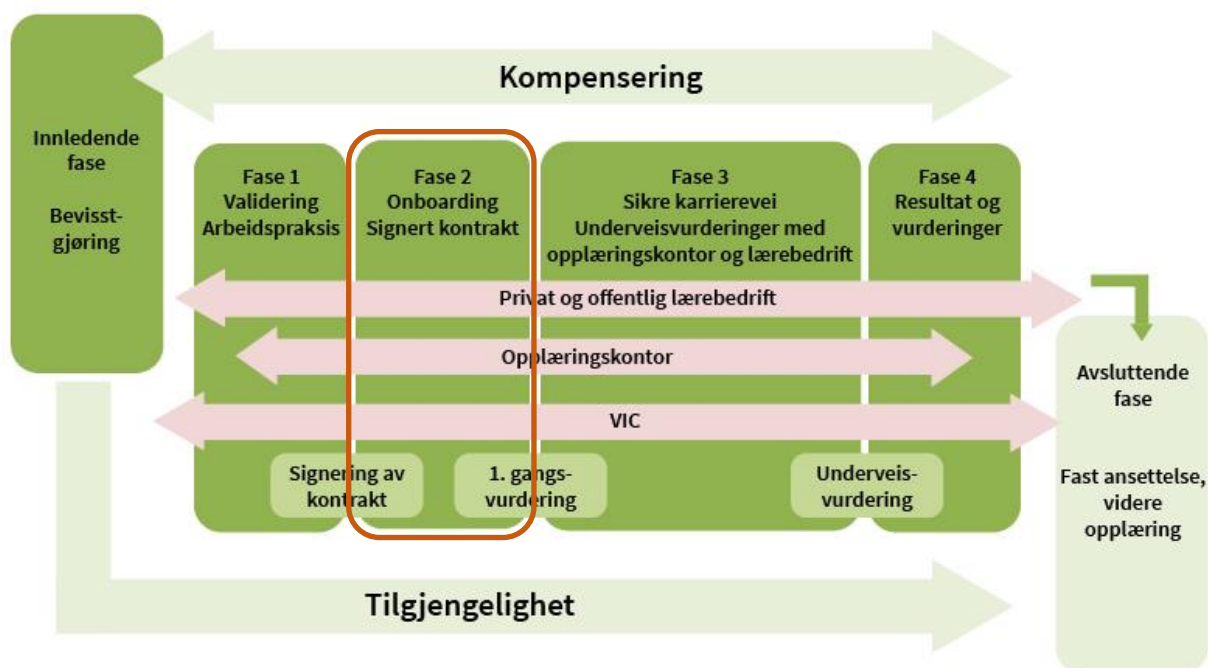 Kompensering
Innledende
fase
Bevisst-
gjøring
Fase 1
Validering
Arbeidspraksis
Fase 2
Onboarding
Signert kontrakt
Fase 3
Sikre karrierevei
Underveisvurderinger med
opplæringskontor og lærebedrift
Fase 4
Resultat og
vurderinger
Privat og offentlig lærebedrift
Opplæringskontor
VIC
Signering av
kontrakt
1. gangs-
vurdering
Underveis-
vurdering
Avsluttende
fase
Fast ansettelse,
videre
opplæring
Tilgjengelighet